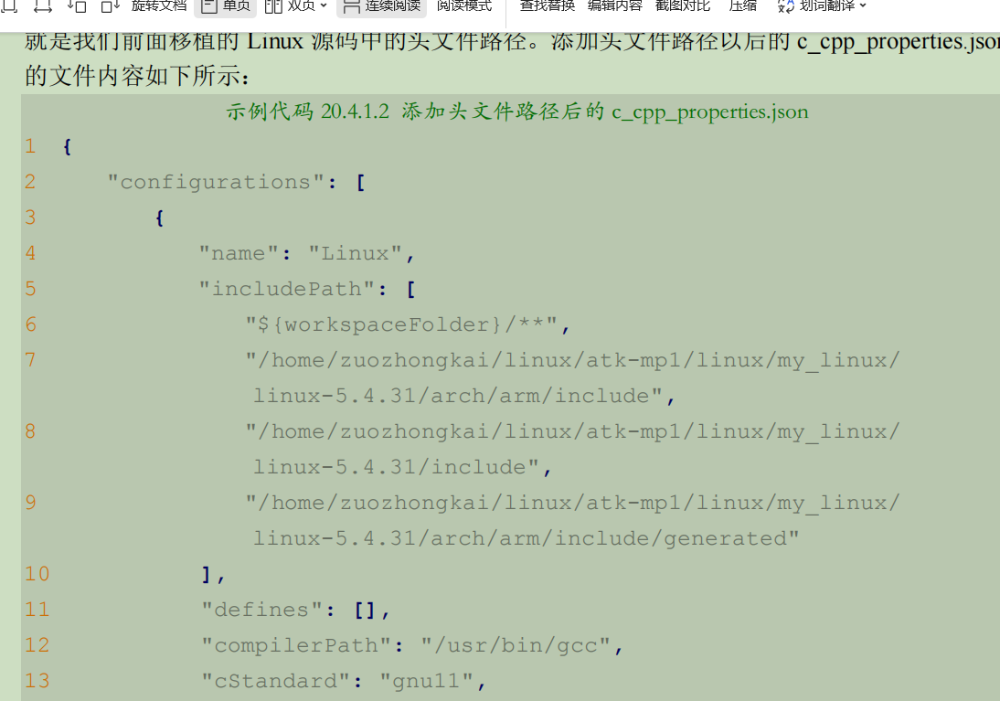 旋转文档 单页 双页 连续阅读 阅读模式 查找替换 编辑内容 截图对比 压缩 划词翻译
就是我们前面移植的 Linux 源码中的头文件路径。添加头文件路径以后的 c_cpp_properties.json
的文件内容如下所示：
示例代码 20.4.1.2 添加头文件路径后的 c_cpp_properties.json
1 {
2 "configurations": [
3 {
4 "name": "Linux",
5 "includePath": [
6 "${workspaceFolder}/**",
7 "/home/zuozhongkai/linux/atk-mp1/linux/my_linux/
linux-5.4.31/arch/arm/include",
8 "/home/zuozhongkai/linux/atk-mp1/linux/my_linux/
linux-5.4.31/include",
9 "/home/zuozhongkai/linux/atk-mp1/linux/my_linux/
linux-5.4.31/arch/arm/include/generated"
10 ],
11 "defines": [],
12 "compilerPath": "/usr/bin/gcc",
13 "cStandard": "gnu11",